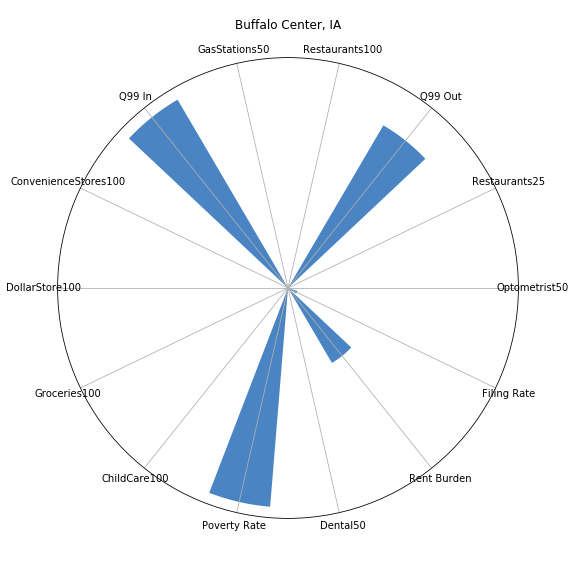 Buffalo Center, IA
GasStations50
Restaurants100
Q99 In
Q99 Out
ConvenienceStores100
Restaurants25
DollarStore100
Optometrist50
Groceries100
Filing Rate
ChildCare100
Rent Burden
Poverty Rate
Dental50